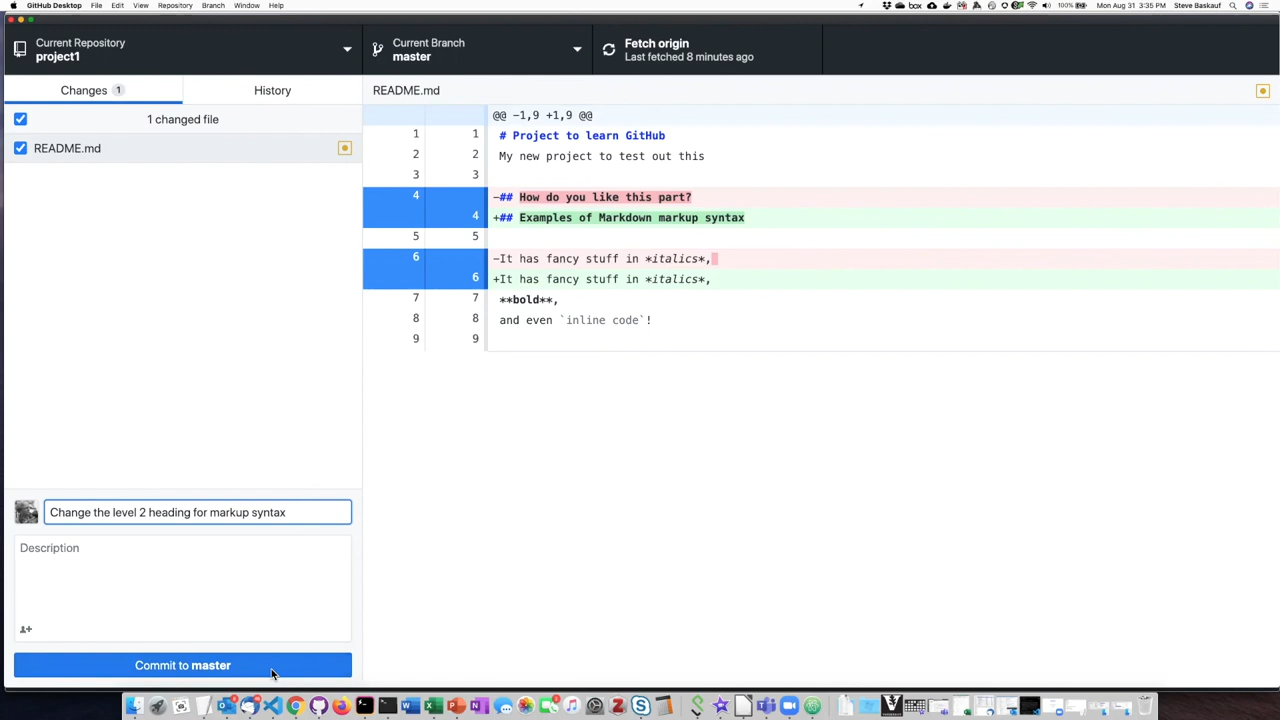 GitHub Desktop File Edit View Repository Branch Window Help
box 100% Mon Aug 31 3:35 PM Steve Baskauf
Current Repository
project1
Current Branch
master
Fetch origin
Last fetched 8 minutes ago
Changes 1
History
README.md
1 changed file
README.md
@@ -1,9 +1,9 @@
1 1 # Project to learn GitHub
2 2 My new project to test out this
3 3
4 -## How do you like this part?
4 +## Examples of Markdown markup syntax
5 5
6 -It has fancy stuff in *italics*,
6 +It has fancy stuff in *italics*,
7 7 **bold**,
8 8 and even `inline code`!
9 9
Change the level 2 heading for markup syntax
Description
Commit to master